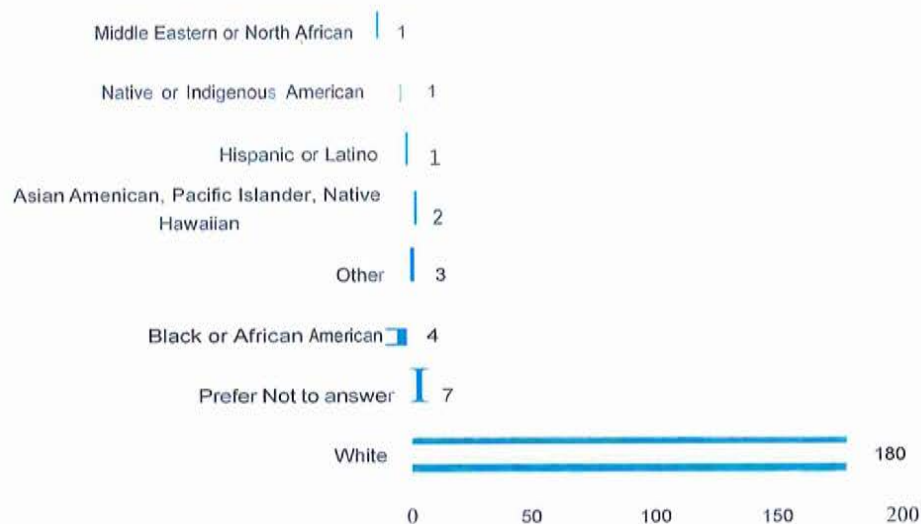 Middle Eastern or North African 1
Native or Indigenous American 1
Hispanic or Latino 1
Asian Amenican, Pacific Islander, Native
Hawaiian 2
Other 3
Black or African American 4
Prefer Not to answer 7
White 180
0 50 100 150 200